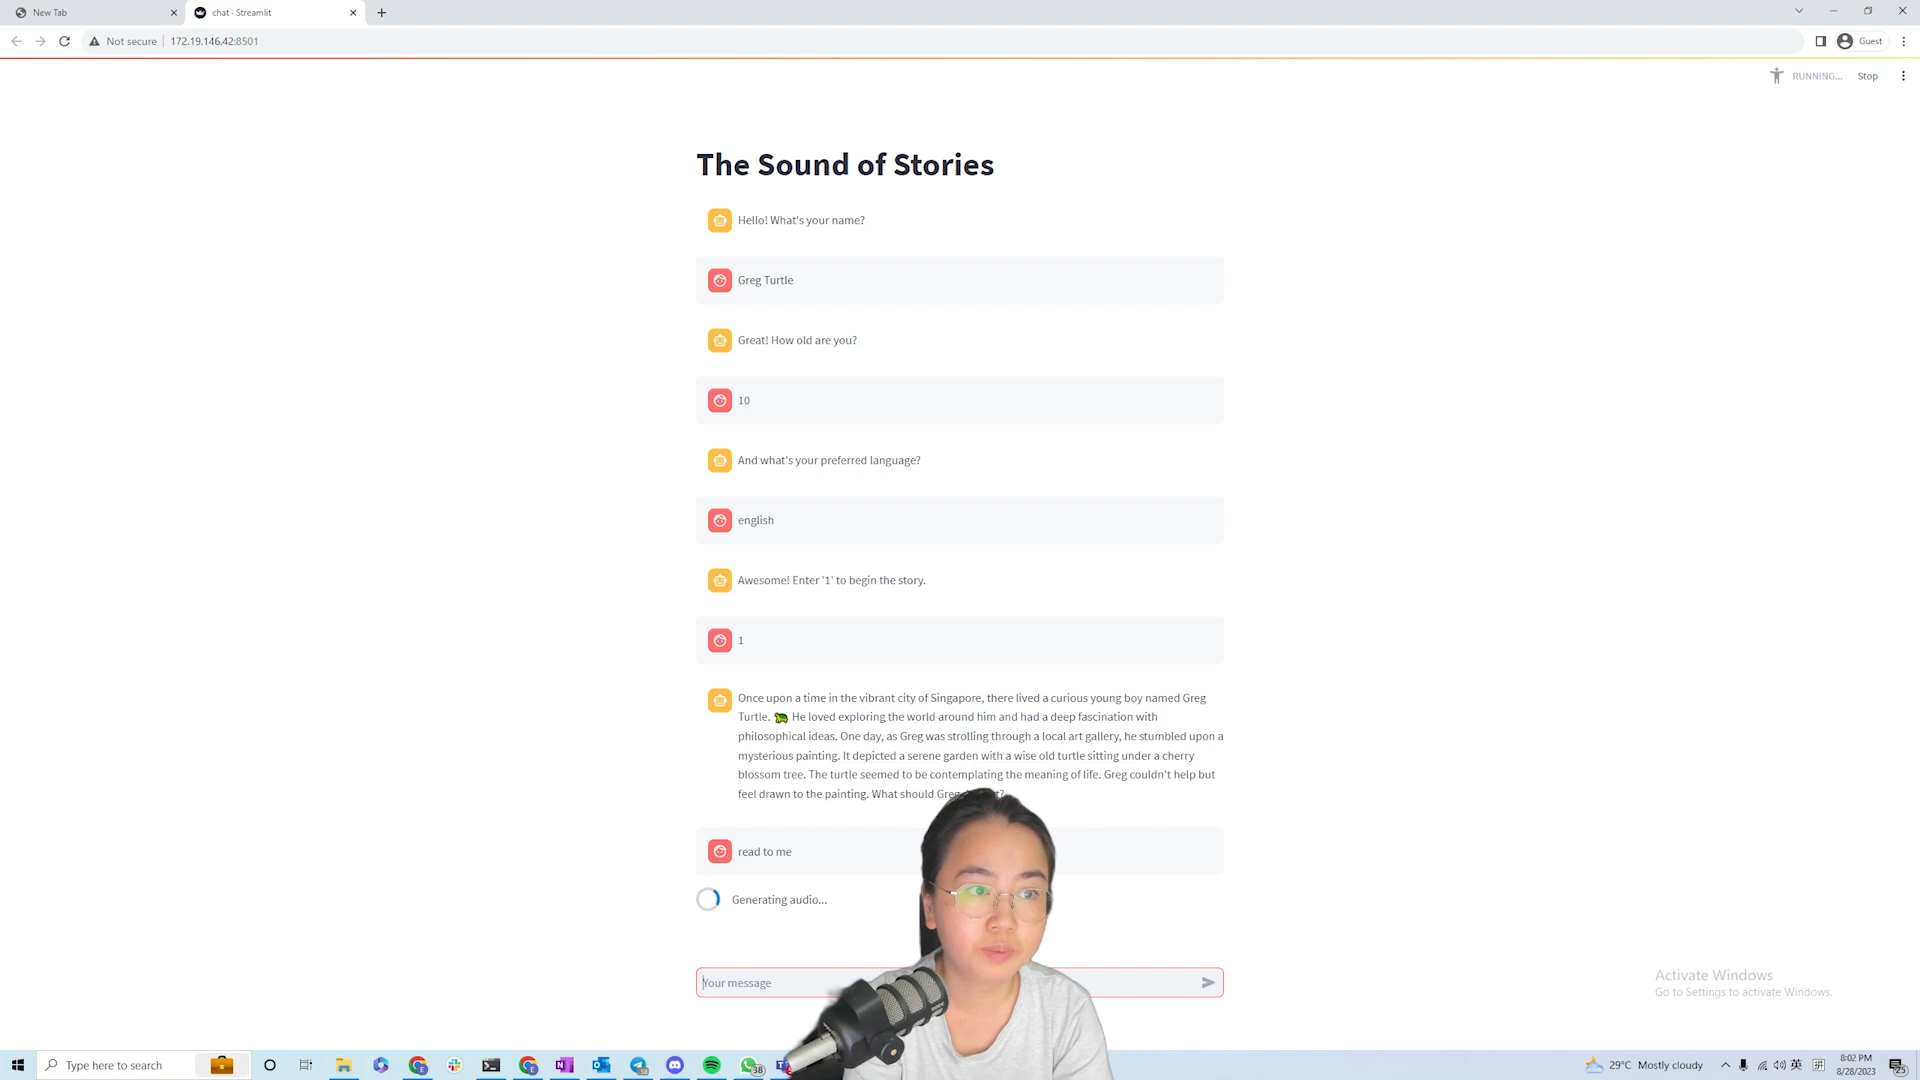 New Tab
chat · Streamlit
Not secure
172.19.146.42:8501
Guest
RUNNING...
Stop
The Sound of Stories
Hello! What's your name?
Greg Turtle
Great! How old are you?
10
And what's your preferred language?
english
Awesome! Enter '1' to begin the story.
1
Once upon a time in the vibrant city of Singapore, there lived a curious young boy named Greg
Turtle. 🐢 He loved exploring the world around him and had a deep fascination with
philosophical ideas. One day, as Greg was strolling through a local art gallery, he stumbled upon a
mysterious painting. It depicted a serene garden with a wise old turtle sitting under a cherry
blossom tree. The turtle seemed to be contemplating the meaning of life. Greg couldn't help but
feel drawn to the painting. What should Greg
read to me
Generating audio...
Your message
Activate Windows
Go to Settings to activate Windows.
Type here to search
38
29°C Mostly cloudy
英
拼
8:02 PM
8/28/2023
25